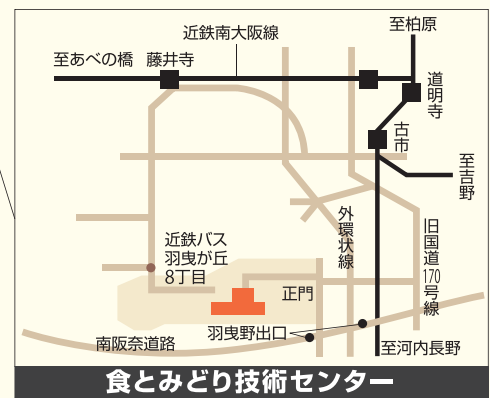 至柏原
近鉄南大阪線
至あべの橋
藤井寺
道明寺
古市
至吉野
外環状線
旧国道170号線
近鉄バス
羽曳が丘
8丁目
正門
羽曳野出口
南阪奈道路
至河内長野
食とみどり技術センター